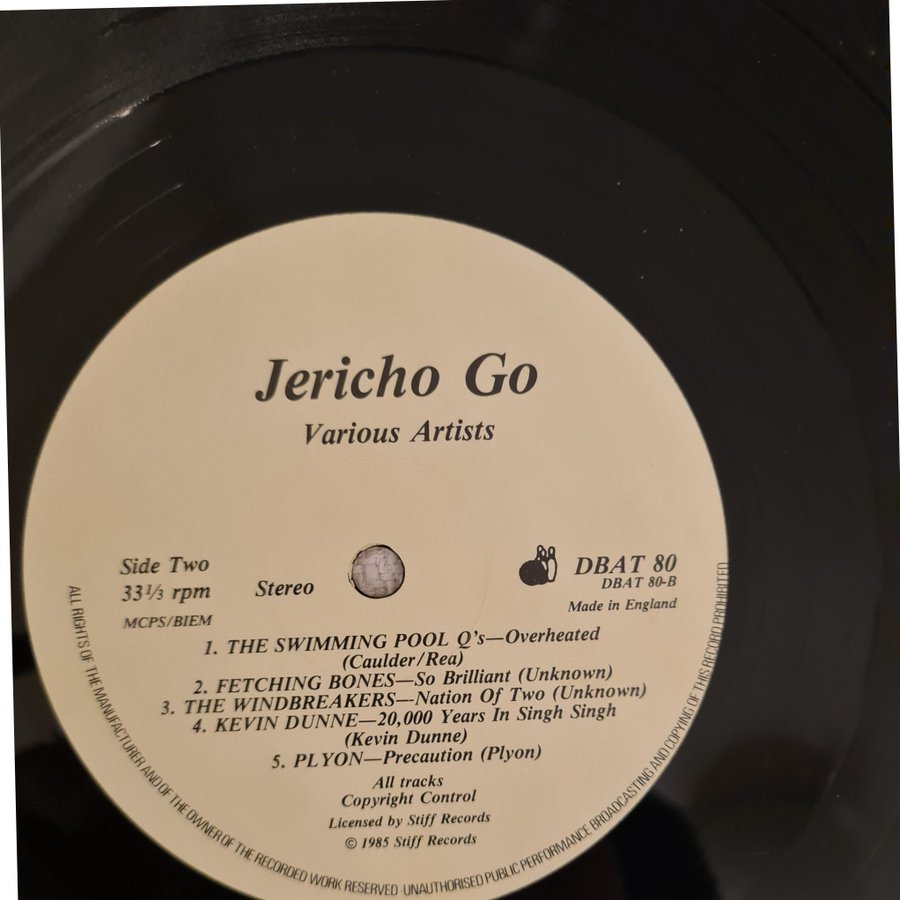 Jericho Go
Various Artists
Side Two
33⅓ rpm
MCPS/BIEM
Stereo
DBAT 80
DBAT 80-B
Made in England
1. THE SWIMMING POOL Q's—Overheated
(Caulder/Rea)
2. FETCHING BONES—So Brilliant (Unknown)
3. THE WINDBREAKERS—Nation Of Two (Unknown)
4. KEVIN DUNNE—20,000 Years In Singh Singh
(Kevin Dunne)
5. PLYON—Precaution (Plyon)
All tracks
Copyright Control
Licensed by Stiff Records
© 1985 Stiff Records
ALL RIGHTS OF THE MANUFACTURER AND OF THE OWNER OF THE RECORDED WORK RESERVED · UNAUTHORISED PUBLIC PERFORMANCE BROADCASTING AND COPYING OF THIS RECORD PROHIBITED